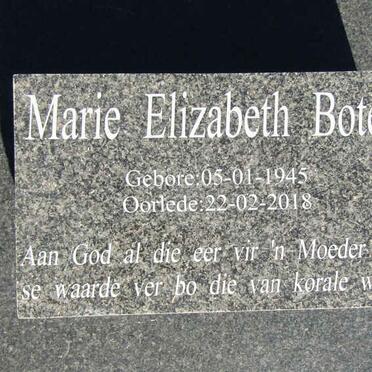 Marie Elizabeth Bote
Gebore:05-01-1945
Oorlede:22-02-2018
Aan God al die eer vir 'n Moeder
se waarde ver bo die van korale w